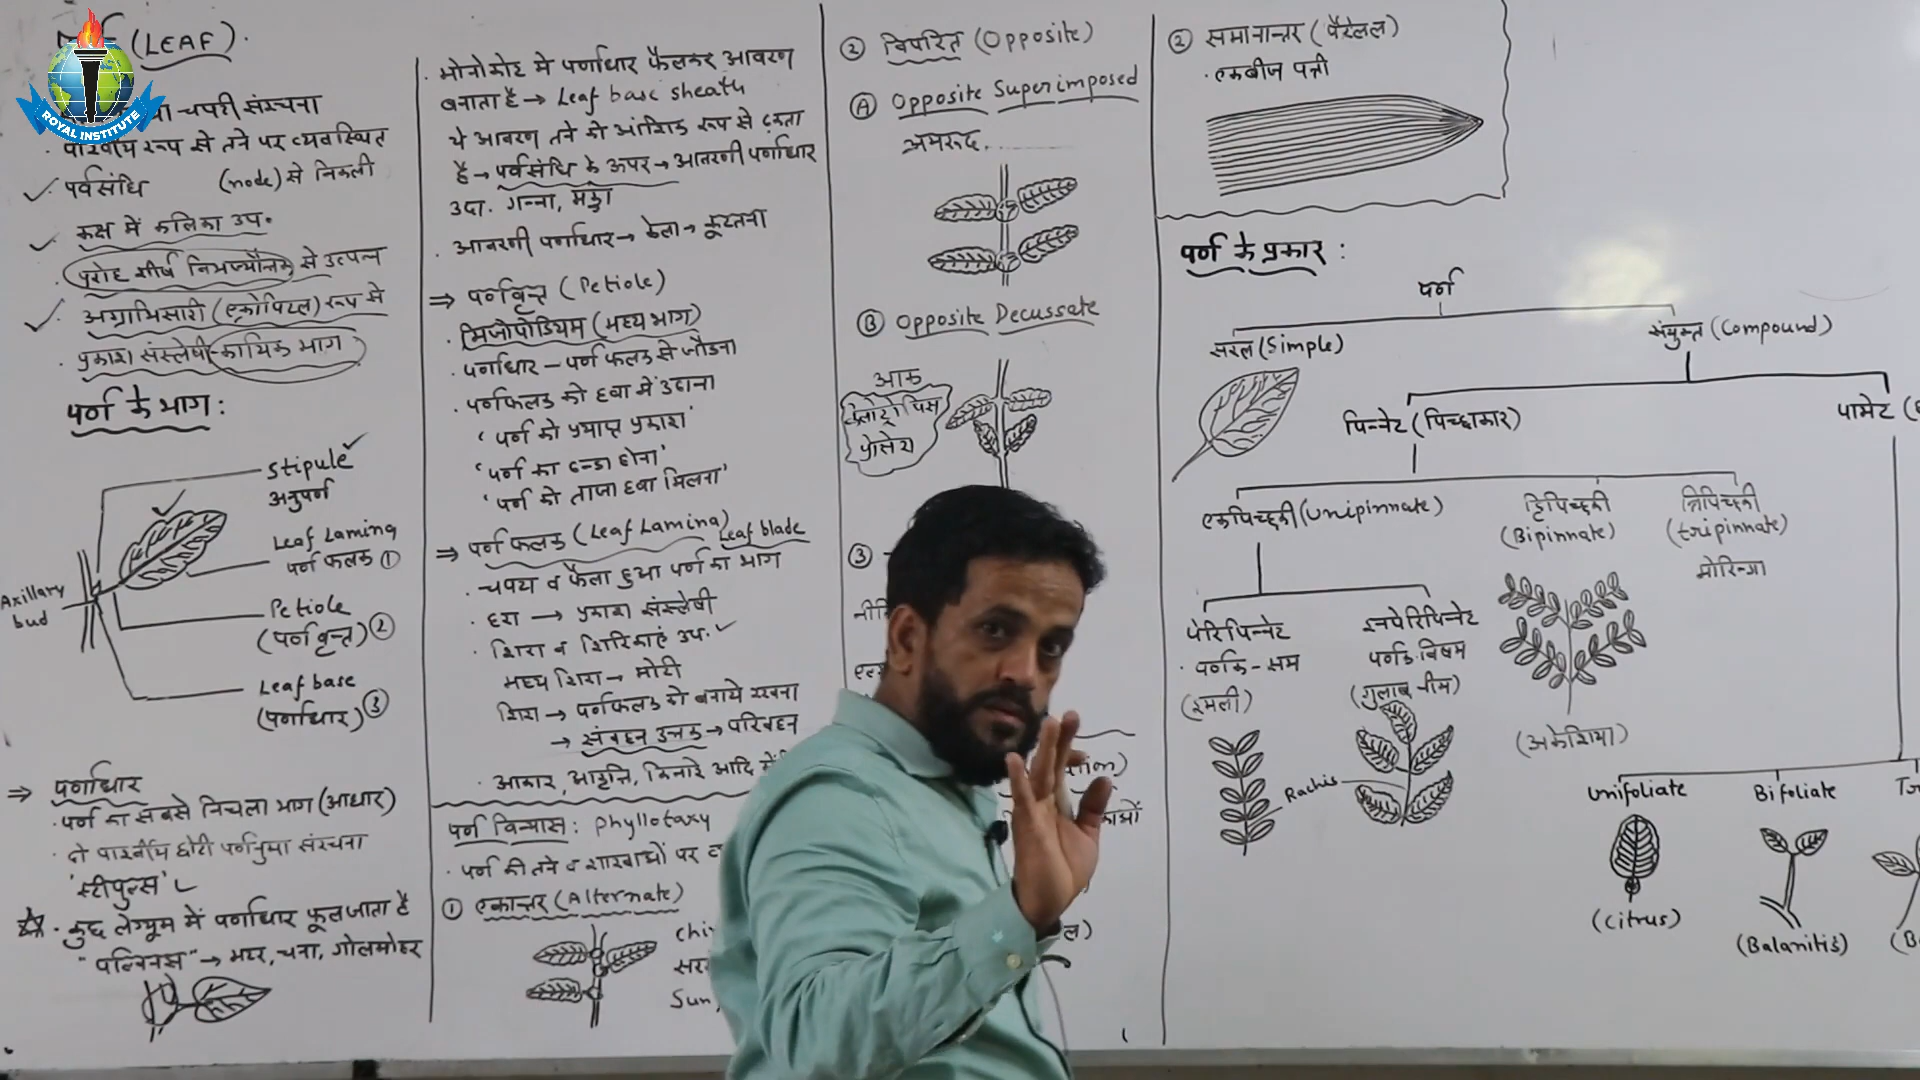 (LEAF).
ROYAL INSTITUTE
चपटी संरचना
पार्श्वीय रूप से तने पर व्यवस्थित
पर्वसंधि (node) से निकली
कक्ष में कलिका उप.
प्ररोह शीर्ष विभज्योत्तक से उत्पन्न
अग्राभिसारी (एक्रोपिटल) रूप से
प्रकाश संस्लेषी-कायिक भाग
पर्ण के भाग:
Stipule
अनुपर्ण
Leaf Lamina
पर्ण फलक ①
Axillary bud
Petiole
(पर्णवृन्त) ②
Leaf base
(पर्णाधार) ③
⇒ पर्णाधार
· पर्ण का सबसे निचला भाग (आधार)
· दो पार्श्वीय छोटी पर्णनुमा संरचना
'स्टीपुल्स'
· कुछ लेग्यूम में पर्णाधार फूल जाता है
"पल्विनस" → मटर, चना, गोलमोहर
· मोनोकोट में पर्णाधार फैलकर आवरण
बनाता है → Leaf base sheath
ये आवरण तने को आंशिक रूप से ढकता
है → पर्वसंधि के ऊपर → आवरणी पर्णाधार
उदा. गन्ना, मक्का
· आवरणी पर्णाधार → केला → कूटतना
⇒ पर्णवृन्त (Petiole)
· मिजोपोडियम (मध्य भाग)
· पर्णाधार - पर्ण फलक से जोडना
· पर्णफलक को हवा में उठाना
'पर्ण को प्रयाप्त प्रकाश'
'पर्ण का ठन्डा होना'
'पर्ण को ताजा हवा मिलना'
⇒ पर्ण फलक (Leaf Lamina) Leaf blade
· चपटा व फैला हुआ पर्ण का भाग
· हरा → प्रकाश संस्लेषी
· शिरा व शिरिकाएं उप.
मध्य शिरा → मोटी
शिरा → पर्णफलक को बनाये रखना
→ संवहन उत्तक → परिवहन
· आकार, आकृति, किनारे आदि में
पर्ण विन्यास: Phyllotaxy
· पर्ण की तने व शाखाओं पर
① एकान्तर (Alternate)
② विपरित (Opposite)
Ⓐ Opposite Superimposed
अमरूद
Ⓑ Opposite Decussate
आक
प्रोसेरा
③
② समानान्तर (पैरेलल)
· एकबीज पत्री
पर्ण के प्रकार:
पर्ण
सरल (Simple)
संयुक्त (Compound)
पिन्नेट (पिच्छाकार)
पामेट
एकपिच्छकी (Unipinnate)
द्विपिच्छकी
(Bipinnate)
त्रिपिच्छकी
(tripinnate)
मोरिन्गा
पेरिपिन्नेट
· पर्णक - सम
(इमली)
इनपेरिपिन्नेट
पर्णक विषम
(गुलाब नीम)
Rachis
(अकेशिया)
Unifoliate
(Citrus)
Bifoliate
(Balanitis)